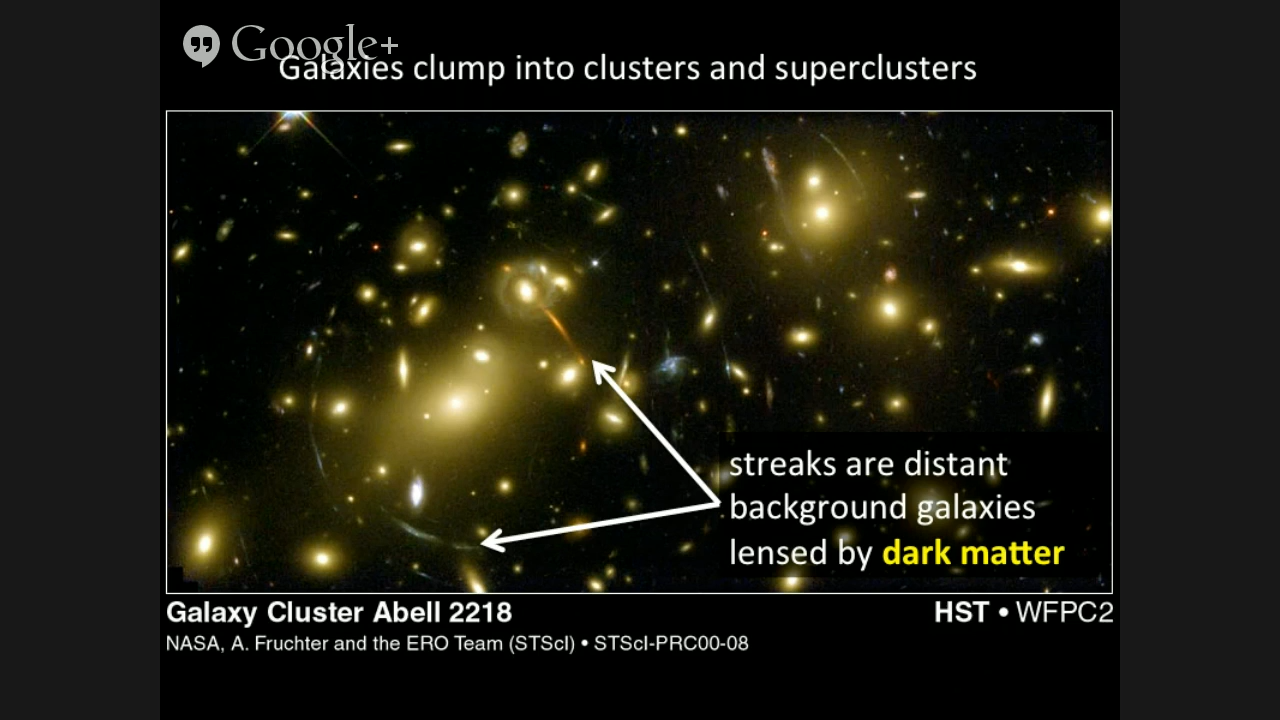 Google+
Galaxies clump into clusters and superclusters
streaks are distant
background galaxies
lensed by dark matter
Galaxy Cluster Abell 2218
HST • WFPC2
NASA, A. Fruchter and the ERO Team (STScI) • STScI-PRC00-08